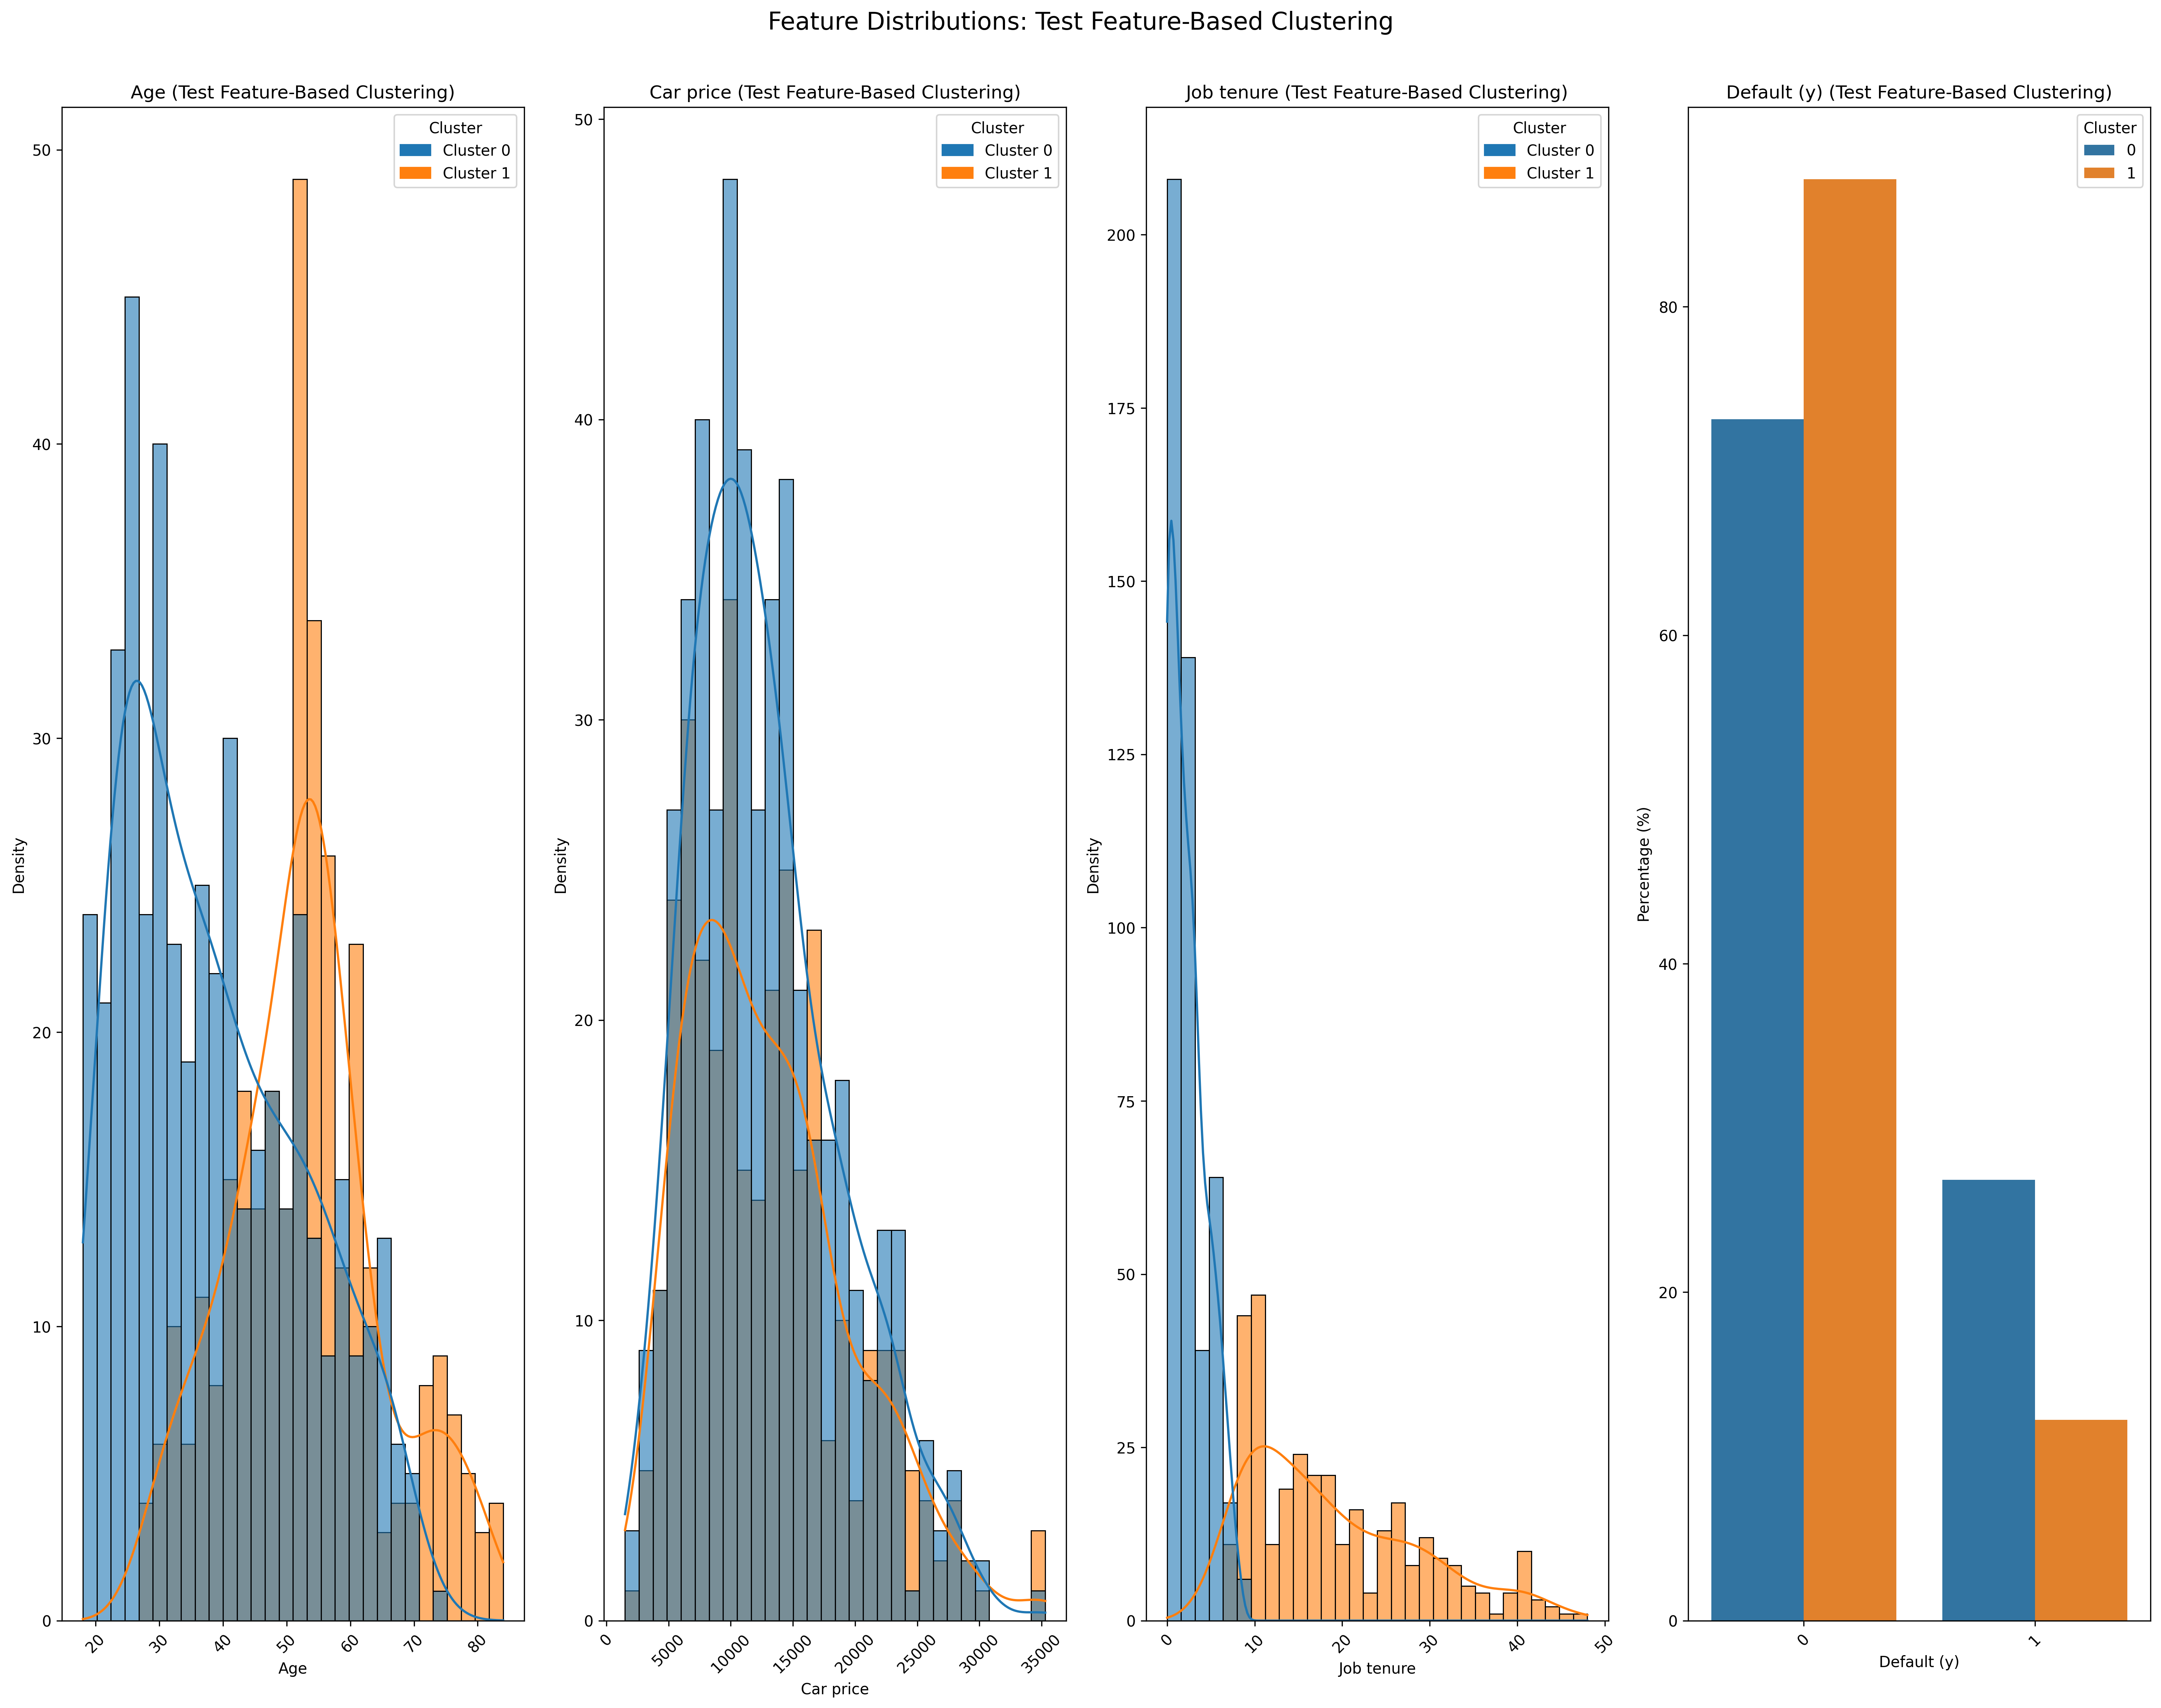 Feature Distributions: Test Feature-Based Clustering
Age (Test Feature-Based Clustering)
Cluster
Cluster 0
Cluster 1
50
40
30
20
10
0
Density
20
30
40
50
60
70
80
Age
Car price (Test Feature-Based Clustering)
Cluster
Cluster 0
Cluster 1
50
40
30
20
10
0
Density
0
5000
10000
15000
20000
25000
30000
35000
Car price
Job tenure (Test Feature-Based Clustering)
Cluster
Cluster 0
Cluster 1
200
175
150
125
100
75
50
25
0
Density
0
10
20
30
40
50
Job tenure
Default (y) (Test Feature-Based Clustering)
Cluster
0
1
80
60
40
20
0
Percentage (%)
0
1
Default (y)